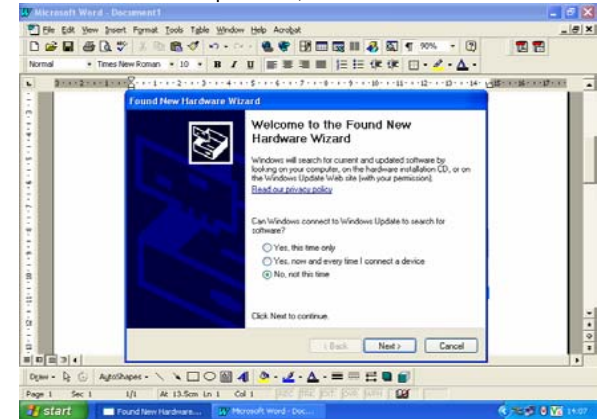 Microsoft Word - Document1
File Edit View Insert Format Tools Table Window Help Acrobat
90%
Normal Times New Roman 10 B I U
Found New Hardware Wizard
Welcome to the Found New
Hardware Wizard
Windows will search for current and updated software by
looking on your computer, on the hardware installation CD, or on
the Windows Update Web site (with your permission).
Read our privacy policy
Can Windows connect to Windows Update to search for
software?
Yes, this time only
Yes, now and every time I connect a device
No, not this time
Click Next to continue.
< Back Next > Cancel
Draw AutoShapes
Page 1 Sec 1 1/1 At 13.5cm Ln 1 Col 1 REC TRK EXT OVR WPH
start Found New Hardware... Microsoft Word - Doc... 14:07